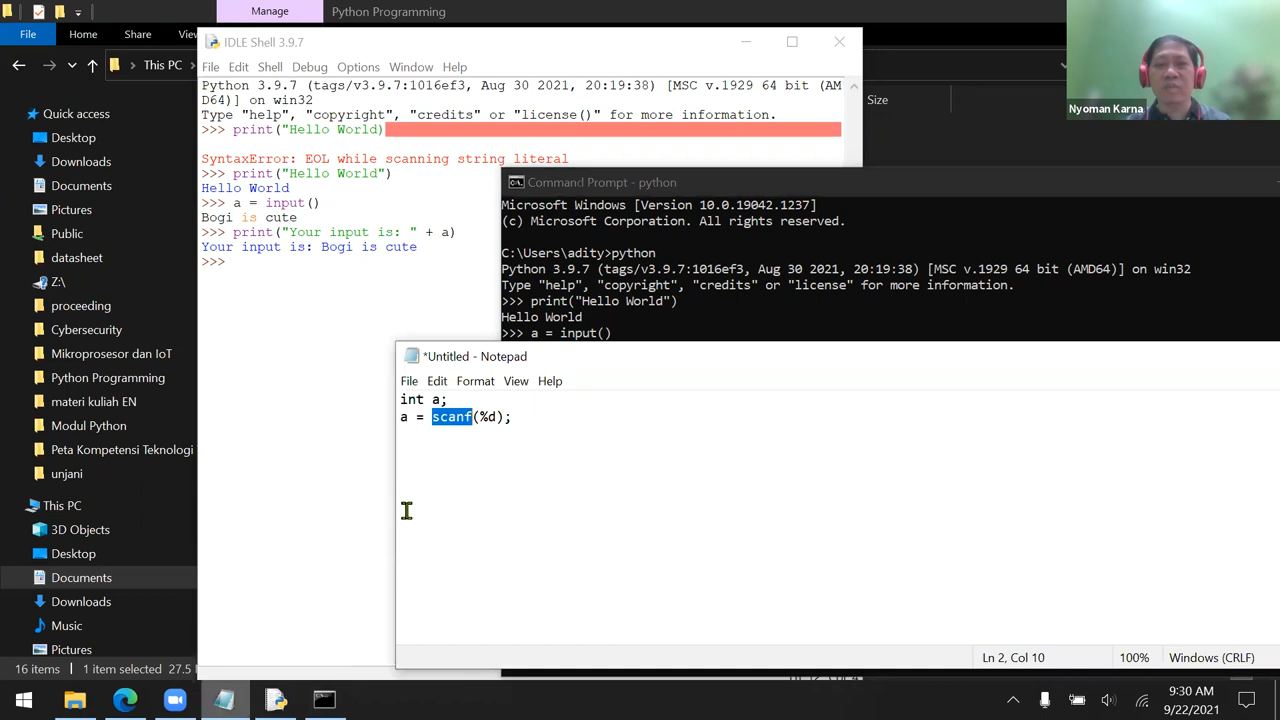 Manage
Python Programming
File
Home
Share
IDLE Shell 3.9.7
File Edit Shell Debug Options Window Help
Python 3.9.7 (tags/v3.9.7:1016ef3, Aug 30 2021, 20:19:38) [MSC v.1929 64 bit (AM
D64)] on win32
Type "help", "copyright", "credits" or "license()" for more information.
>>> print("Hello World)
SyntaxError: EOL while scanning string literal
>>> print("Hello World")
Hello World
>>> a = input()
Bogi is cute
>>> print("Your input is: " + a)
Your input is: Bogi is cute
>>>
This PC
Size
Nyoman Karna
Quick access
Desktop
Downloads
Documents
Pictures
Public
datasheet
Z:\
proceeding
Cybersecurity
Mikroprosesor dan IoT
Python Programming
materi kuliah EN
Modul Python
Peta Kompetensi Teknologi
unjani
This PC
3D Objects
Desktop
Documents
Downloads
Music
Pictures
16 items
1 item selected
27.5
Command Prompt - python
Microsoft Windows [Version 10.0.19042.1237]
(c) Microsoft Corporation. All rights reserved.
C:\Users\adity>python
Python 3.9.7 (tags/v3.9.7:1016ef3, Aug 30 2021, 20:19:38) [MSC v.1929 64 bit (AMD64)] on win32
Type "help", "copyright", "credits" or "license" for more information.
>>> print("Hello World")
Hello World
>>> a = input()
*Untitled - Notepad
File Edit Format View Help
int a;
a = scanf(%d);
Ln 2, Col 10
100%
Windows (CRLF)
9:30 AM
9/22/2021